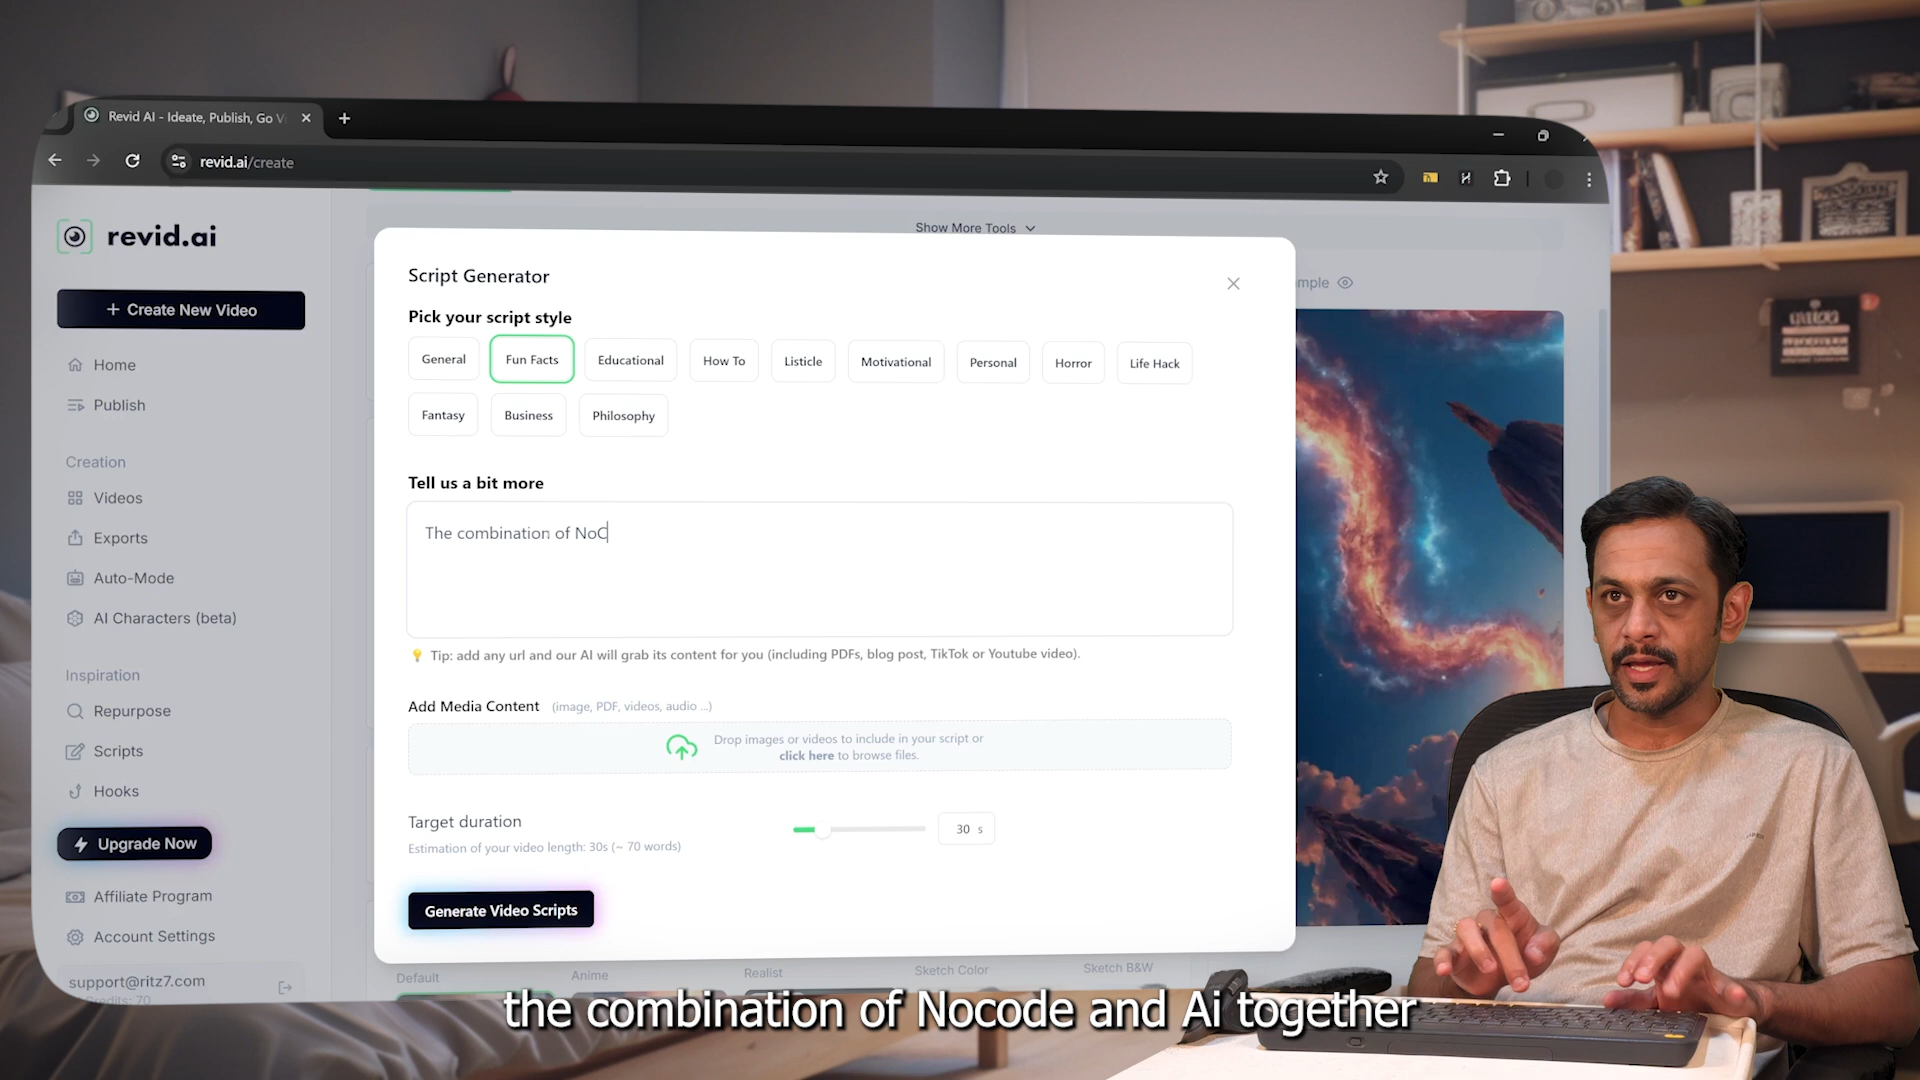 Revid AI - Ideate, Publish, Go Vi
revid.ai/create
revid.ai
Create New Video
Home
Publish
Creation
Videos
Exports
Auto-Mode
AI Characters (beta)
Inspiration
Repurpose
Scripts
Hooks
Upgrade Now
Affiliate Program
Account Settings
support@ritz7.com
Credits: 70
Show More Tools
mple
Script Generator
Pick your script style
General Fun Facts Educational How To Listicle Motivational Personal Horror Life Hack
Fantasy Business Philosophy
Tell us a bit more
The combination of NoC
Tip: add any url and our AI will grab its content for you (including PDFs, blog post, TikTok or Youtube video).
Add Media Content (image, PDF, videos, audio ...)
Drop images or videos to include in your script or
click here to browse files.
Target duration
30 s
Estimation of your video length: 30s (~ 70 words)
Generate Video Scripts
Default Anime Realist Sketch Color Sketch B&W
the combination of Nocode and Ai together